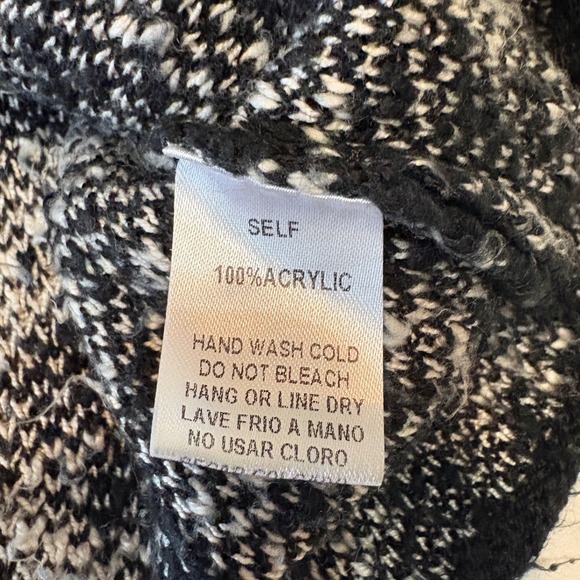 SELF
100%ACRYLIC
HAND WASH COLD
DO NOT BLEACH
HANG OR LINE DRY
LAVE FRIO A MANO
NO USAR CLORO